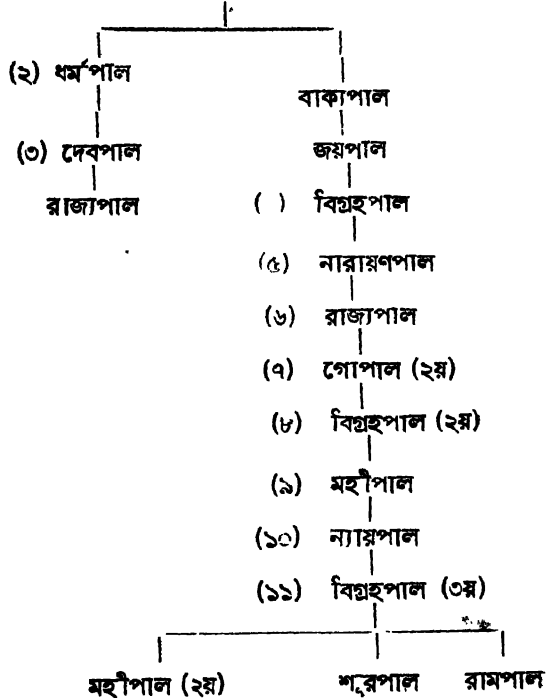 (২) ধর্মপাল
বাকাপাল
(৩) দেবপাল জয়পাল
রাজ্যপাল ( ) বিগ্রহপাল
(৫) নারায়ণপাল
(৬) রাজ্যপাল
(৭) গোপাল (২য়)
(৮) বিগ্রহপাল (২য়)
(৯) মহীপাল
(১০) ন্যায়পাল
(১১) বিগ্রহপাল (৩য়)
মহীপাল (২য়) শূরপাল রামপাল